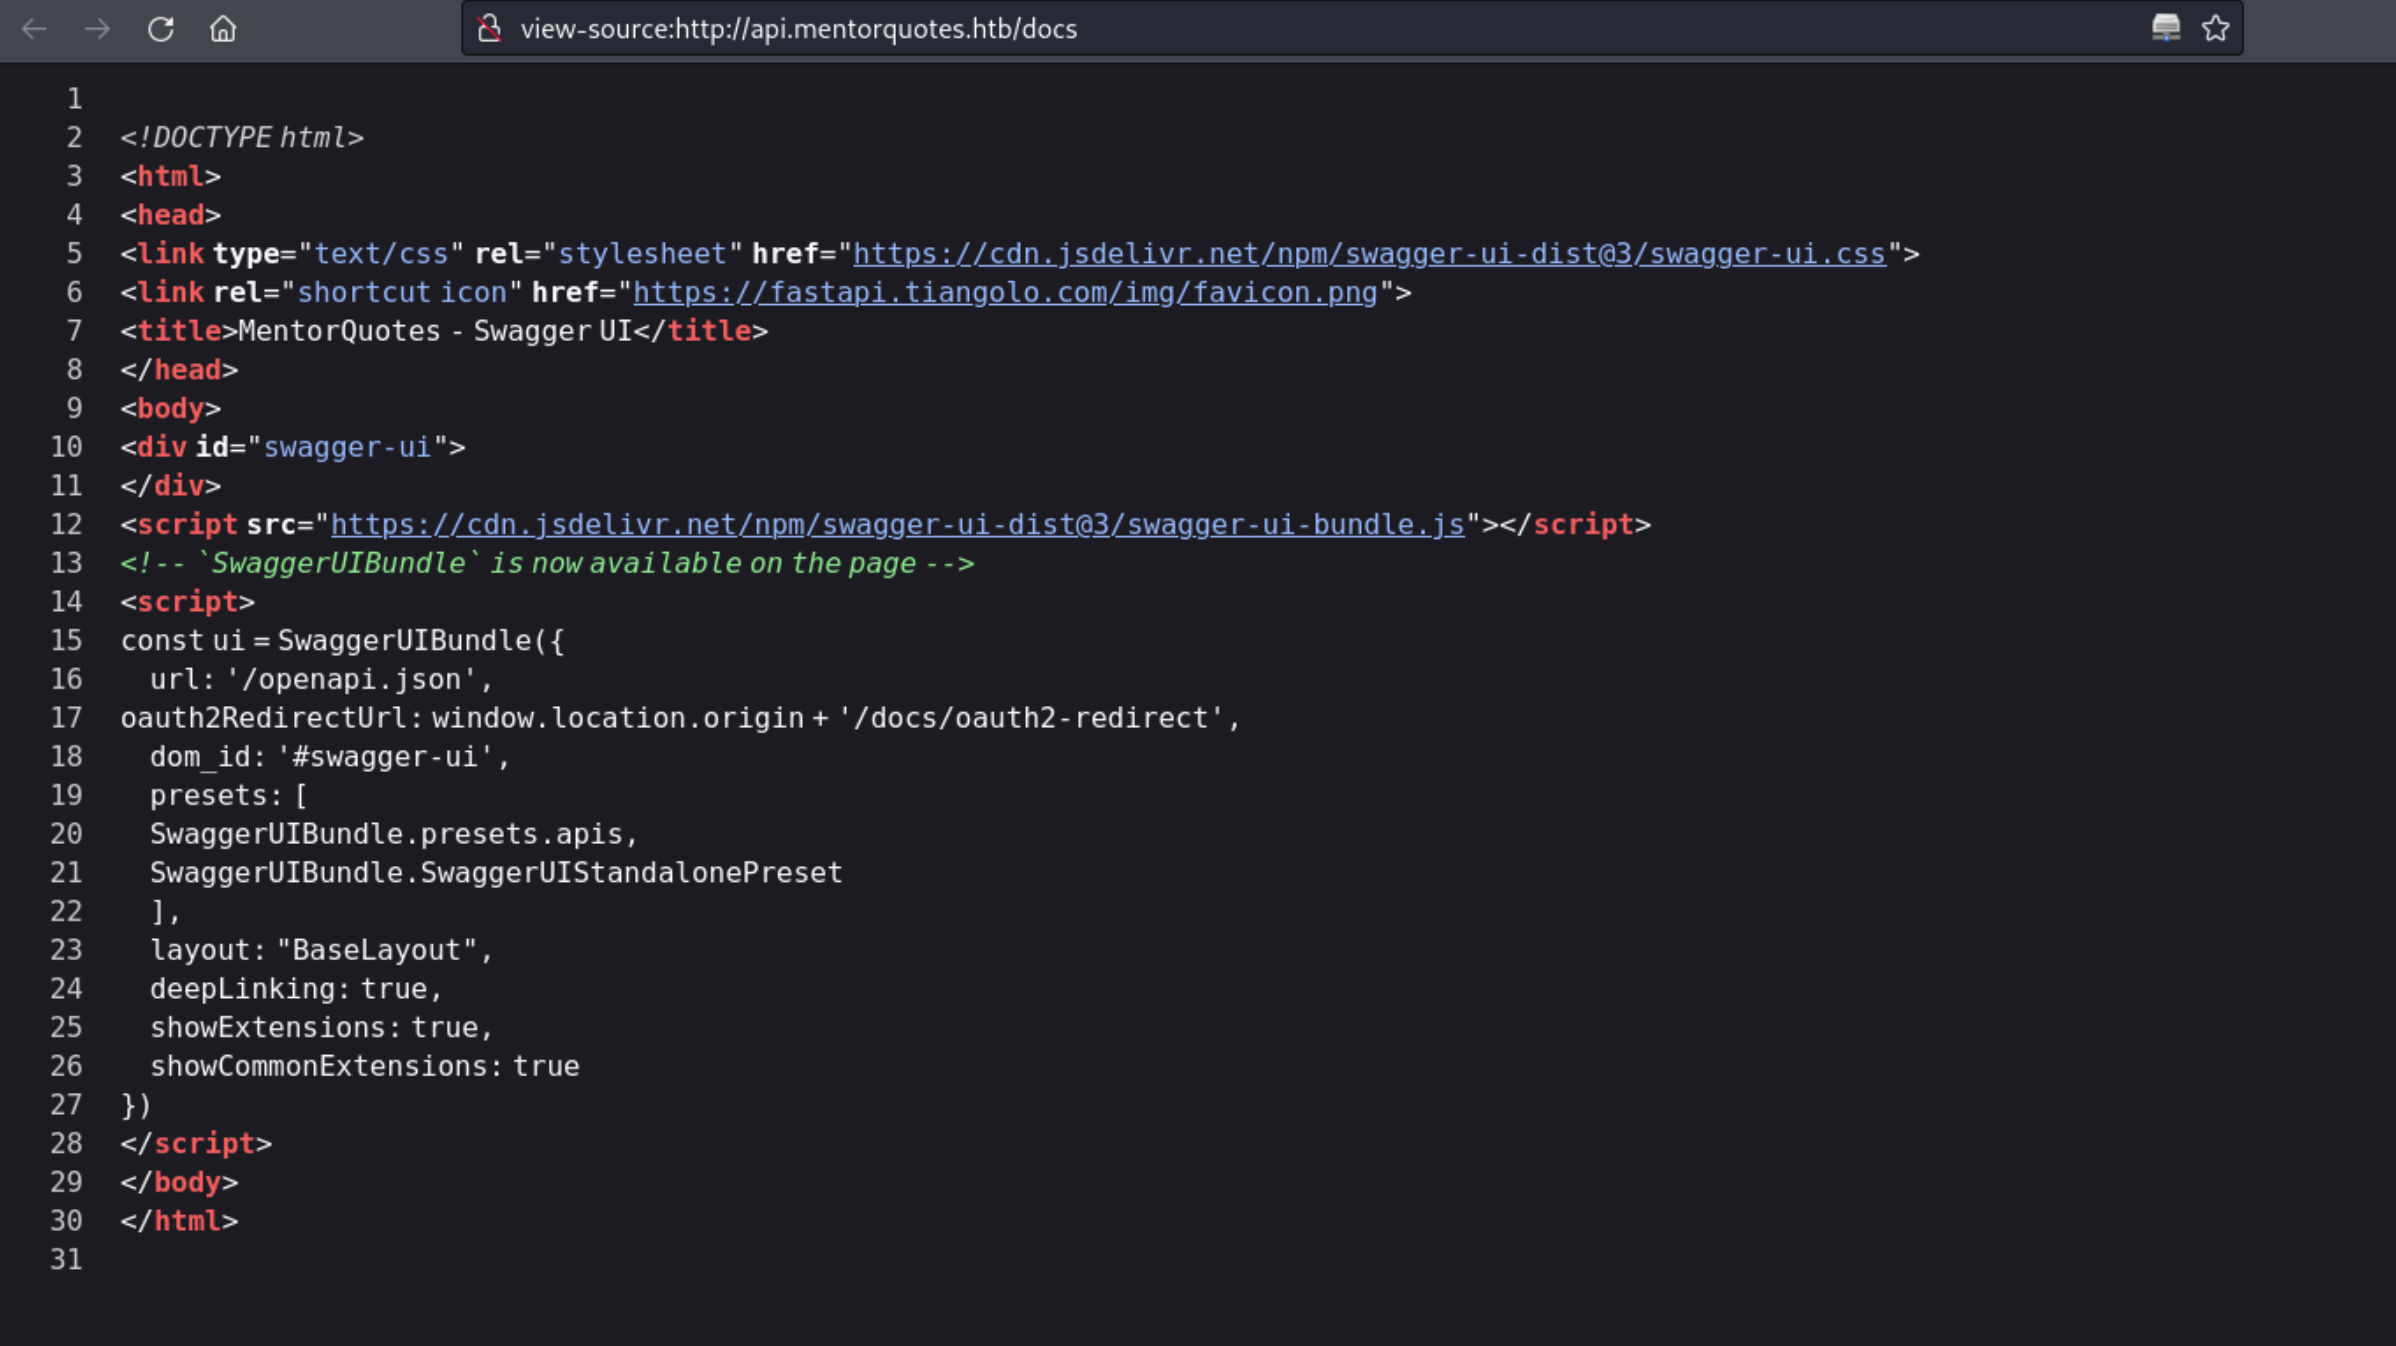 view-source:http://api.mentorquotes.htb/docs
1
2 <!DOCTYPE html>
3 <html>
4 <head>
5 <link type="text/css" rel="stylesheet" href="https://cdn.jsdelivr.net/npm/swagger-ui-dist@3/swagger-ui.css">
6 <link rel="shortcut icon" href="https://fastapi.tiangolo.com/img/favicon.png">
7 <title>MentorQuotes - Swagger UI</title>
8 </head>
9 <body>
10 <div id="swagger-ui">
11 </div>
12 <script src="https://cdn.jsdelivr.net/npm/swagger-ui-dist@3/swagger-ui-bundle.js"></script>
13 <!-- `SwaggerUIBundle` is now available on the page -->
14 <script>
15 const ui = SwaggerUIBundle({
16 url: '/openapi.json',
17 oauth2RedirectUrl: window.location.origin + '/docs/oauth2-redirect',
18 dom_id: '#swagger-ui',
19 presets: [
20 SwaggerUIBundle.presets.apis,
21 SwaggerUIBundle.SwaggerUIStandalonePreset
22 ],
23 layout: "BaseLayout",
24 deepLinking: true,
25 showExtensions: true,
26 showCommonExtensions: true
27 })
28 </script>
29 </body>
30 </html>
31